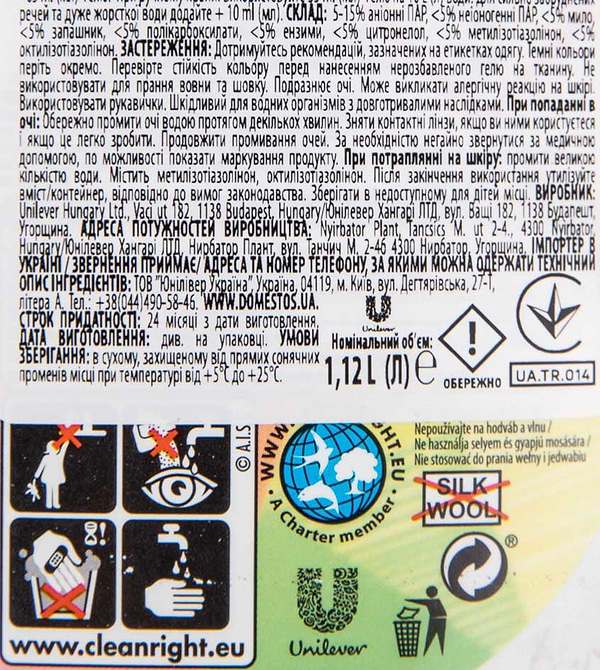 речей та дуже жорсткої води додайте + 10 ml (мл). СКЛАД: 5-15% аніонні ПАР, <5% неіоногенні ПАР, <5% мило,
<5% запашник, <5% полікарбоксилати, <5% ензими, <5% цитронелол, <5% метилізотіазолінон, <5%
октилізотіазолінон. ЗАСТЕРЕЖЕННЯ: Дотримуйтесь рекомендацій, зазначених на етикетках одягу. Темні кольори
періть окремо. Перевірте стійкість кольору перед нанесенням нерозбавленого гелю на тканину. Не
використовувати для прання вовни та шовку. Подразнює очі. Може викликати алергічну реакцію на шкірі.
Використовувати рукавички. Шкідливий для водних організмів з довготривалими наслідками. При попаданні в
очі: Обережно промити очі водою протягом декількох хвилин. Зняти контактні лінзи, якщо ви ними користуєтеся
і якщо це легко зробити. Продовжити промивання очей. За необхідністю негайно звернутися за медичною
допомогою, по можливості показати маркування продукту. При потраплянні на шкіру: промити великою
кількістю води. Містить метилізотіазолінон, октилізотіазолінон. Після закінчення використання утилізуйте
вміст/контейнер, відповідно до вимог законодавства. Зберігати в недоступному для дітей місці. ВИРОБНИК:
Unilever Hungary Ltd., Vaci ut 182, 1138 Budapest, Hungary/Юнілевер Хангарі ЛТД, вул. Ваці 182, 1138 Будапешт,
Угорщина. АДРЕСА ПОТУЖНОСТЕЙ ВИРОБНИЦТВА: Nyirbator Plant, Tancsics M. ut 2-4., 4300 Nyirbator,
Hungary/Юнілевер Хангарі ЛТД, Нирбатор Плант, вул. Танчич М. 2-46 4300 Нирбатор, Угорщина. ІМПОРТЕР В
УКРАЇНІ / ЗВЕРНЕННЯ ПРИЙМАЄ/ АДРЕСА ТА НОМЕР ТЕЛЕФОНУ, ЗА ЯКИМИ МОЖНА ОДЕРЖАТИ ТЕХНІЧНИЙ
ОПИС ІНГРЕДІЄНТІВ: ТОВ "Юнілівер Україна", Україна, 04119, м. Київ, вул. Дегтярівська, 27-Т,
літера А. Тел.: +38(044)490-58-46. WWW.DOMESTOS.UA.
СТРОК ПРИДАТНОСТІ: 24 місяці з дати виготовлення.
ДАТА ВИГОТОВЛЕННЯ: див. на упаковці. УМОВИ
ЗБЕРІГАННЯ: в сухому, захищеному від прямих сонячних
променів місці при температурі від +5°C до +25°C.
Unilever
Номінальний об'єм:
1,12L (Л) e
ОБЕРЕЖНО
UA.TR.014
© A.I.S
www.cleanright.eu
WWW.
RIGHT.EU
• A Charter member •
Nepoužívajte na hodváb a vlnu /
Ne használja selyem és gyapjú mosására /
Nie stosować do prania wełny i jedwabiu
SILK
WOOL
®
Unilever